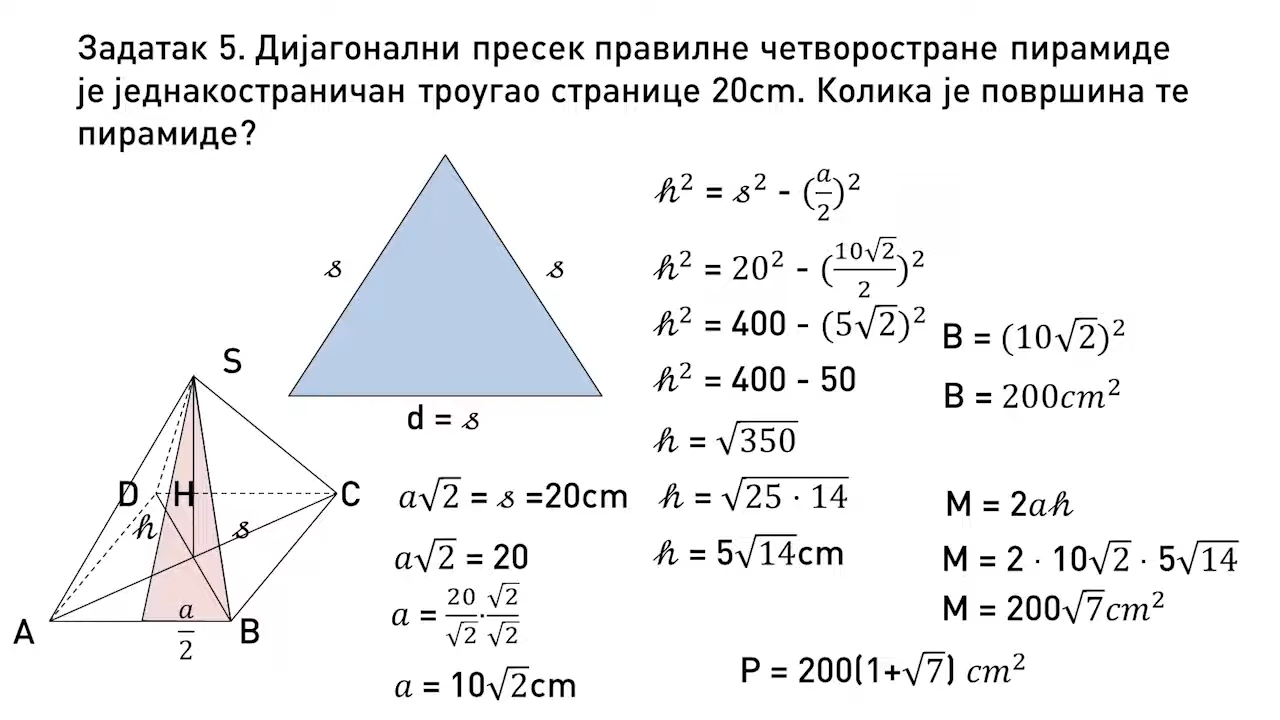 Задатак 5. Дијагонални пресек правилне четворостране пирамиде
је једнакостраничан троугао странице 20cm. Колика је површина те
пирамиде?
𝓈
𝓈
d = 𝓈
S
D
H
C
𝒽
𝓈
A
a/2
B
a√2 = 𝓈 =20cm
a√2 = 20
a = 20/√2·√2/√2
a = 10√2cm
𝒽² = 𝓈² - (a/2)²
𝒽² = 20² - (10√2/2)²
𝒽² = 400 - (5√2)²
𝒽² = 400 - 50
𝒽 = √350
𝒽 = √25 · 14
𝒽 = 5√14cm
B = (10√2)²
B = 200cm²
M = 2a𝒽
M = 2 · 10√2 · 5√14
M = 200√7cm²
P = 200(1+√7) cm²